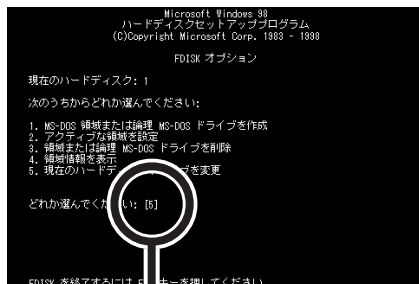 Microsoft Windows 98
ハードディスクセットアッププログラム
(C)Copyright Microsoft Corp. 1983 - 1998
FDISK オプション
現在のハードディスク: 1
次のうちからどれか選んでください:
1. MS-DOS 領域または論理 MS-DOS ドライブを作成
2. アクティブな領域を設定
3. 領域または論理 MS-DOS ドライブを削除
4. 領域情報を表示
5. 現在のハードディ ブを変更
どれか選んでくだ い: [5]
FDISK を終了するには E キーを押してください